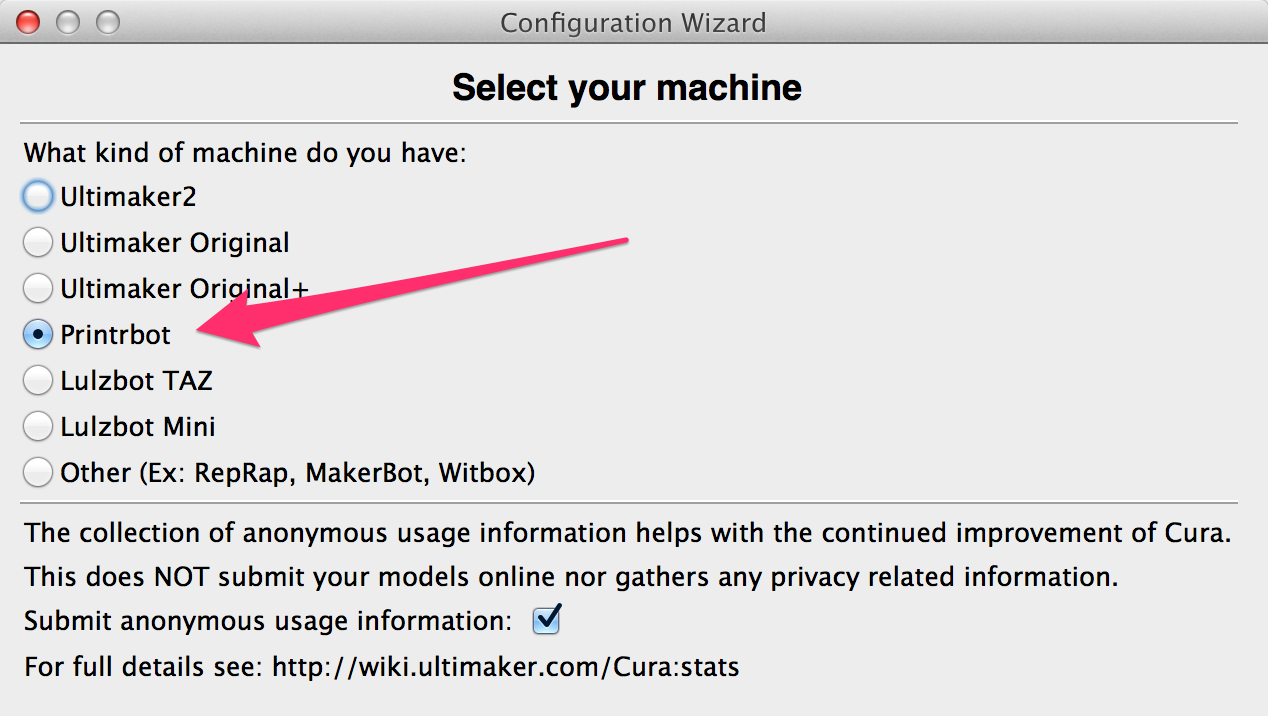 Configuration Wizard
Select your machine
What kind of machine do you have:
Ultimaker2
Ultimaker Original
Ultimaker Original+
Printrbot
Lulzbot TAZ
Lulzbot Mini
Other (Ex: RepRap, MakerBot, Witbox)
The collection of anonymous usage information helps with the continued improvement of Cura.
This does NOT submit your models online nor gathers any privacy related information.
Submit anonymous usage information:
For full details see: http://wiki.ultimaker.com/Cura:stats